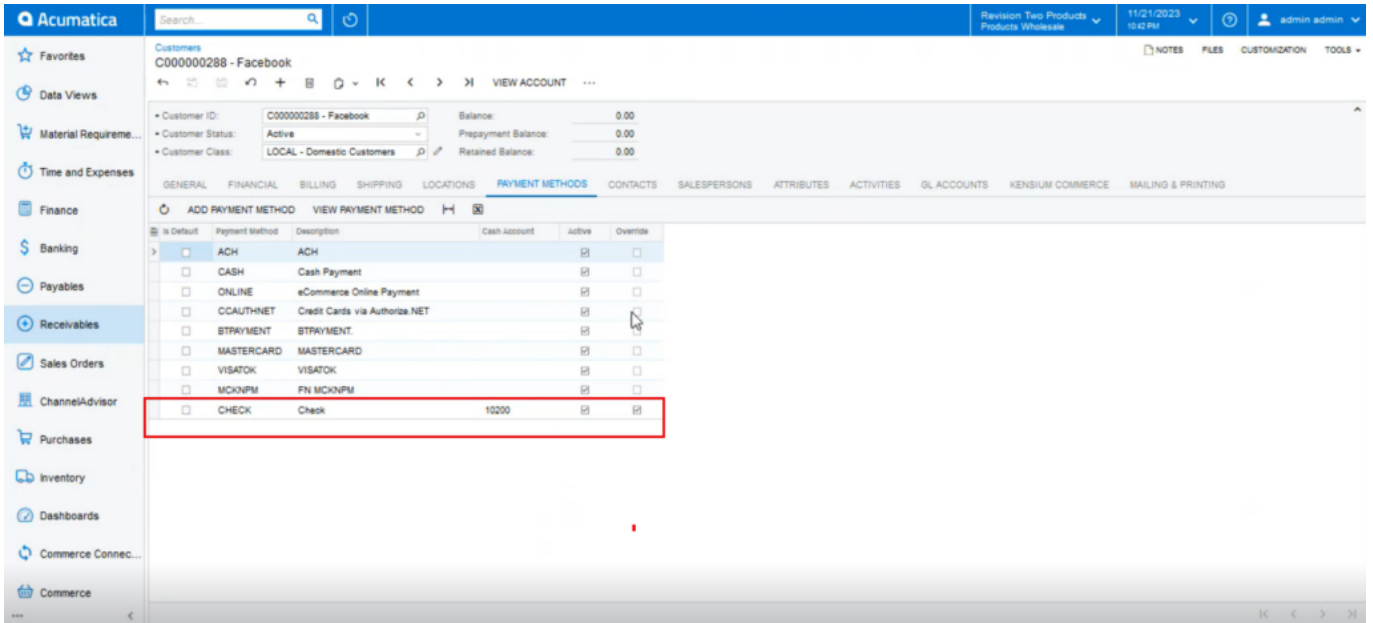 Acumatica
Search...
Revision Two Products
Products Wholesale
11/21/2023
10:42 PM
admin admin
Favorites
Data Views
Material Requireme...
Time and Expenses
Finance
Banking
Payables
Receivables
Sales Orders
ChannelAdvisor
Purchases
Inventory
Dashboards
Commerce Connec...
Commerce
Customers
C000000288 - Facebook
NOTES FILES CUSTOMIZATION TOOLS
VIEW ACCOUNT
Customer ID: C000000288 - Facebook Balance: 0.00
Customer Status: Active Prepayment Balance: 0.00
Customer Class: LOCAL - Domestic Customers Retained Balance: 0.00
GENERAL FINANCIAL BILLING SHIPPING LOCATIONS PAYMENT METHODS CONTACTS SALESPERSONS ATTRIBUTES ACTIVITIES GL ACCOUNTS KENSIUM COMMERCE MAILING & PRINTING
ADD PAYMENT METHOD VIEW PAYMENT METHOD
Is Default Payment Method Description Cash Account Active Override
ACH ACH
CASH Cash Payment
ONLINE eCommerce Online Payment
CCAUTHNET Credit Cards via Authorize.NET
BTPAYMENT BTPAYMENT.
MASTERCARD MASTERCARD
VISATOK VISATOK
MCKNPM FN MCKNPM
CHECK Check 10200